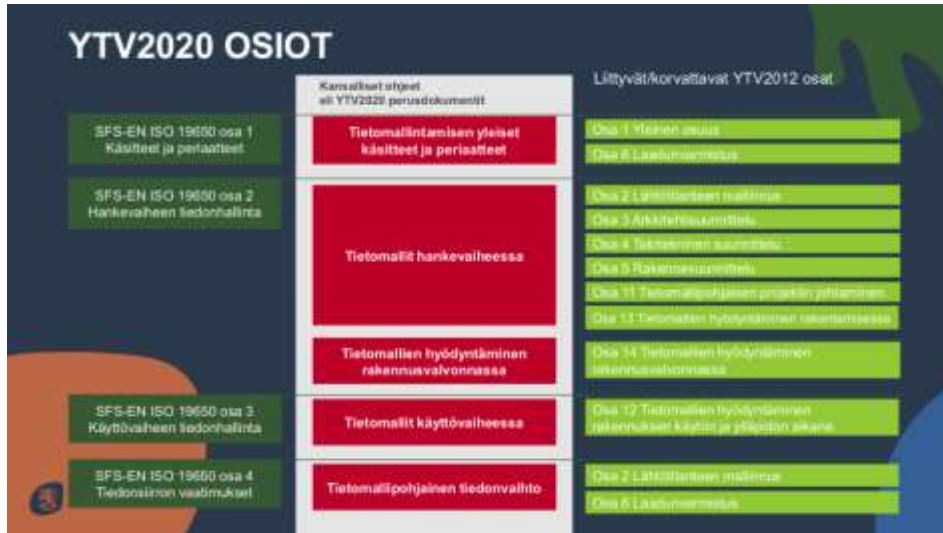 YTV2020 OSIOT
Kansalliset ohjeet
eli YTV2020 perusdokumentit
Liittyvät/korvattavat YTV2012 osat
SFS-EN ISO 19650 osa 1
Käsitteet ja periaatteet
Tietomallintamisen yleiset
käsitteet ja periaatteet
Osa 1 Yleinen osuus
Osa 6 Laadunvarmistus
SFS-EN ISO 19650 osa 2
Hankevaiheen tiedonhallinta
Tietomallit hankevaiheessa
Osa 2 Lähtötilanteen mallinnus
Osa 3 Arkkitehtisuunnittelu
Osa 4 Talotekninen suunnittelu
Osa 5 Rakennesuunnittelu
Osa 11 Tietomallipohjaisen projektin johtaminen
Osa 13 Tietomallien hyödyntäminen rakentamisessa
Tietomallien hyödyntäminen
rakennusvalvonnassa
Osa 14 Tietomallien hyödyntäminen
rakennusvalvonnassa
SFS-EN ISO 19650 osa 3
Käyttövaiheen tiedonhallinta
Tietomallit käyttövaiheessa
Osa 12 Tietomallien hyödyntäminen
rakennuksen käytön ja ylläpidon aikana
SFS-EN ISO 19650 osa 4
Tiedonsiirron vaatimukset
Tietomallipohjainen tiedonvaihto
Osa 2 Lähtötilanteen mallinnus
Osa 6 Laadunvarmistus